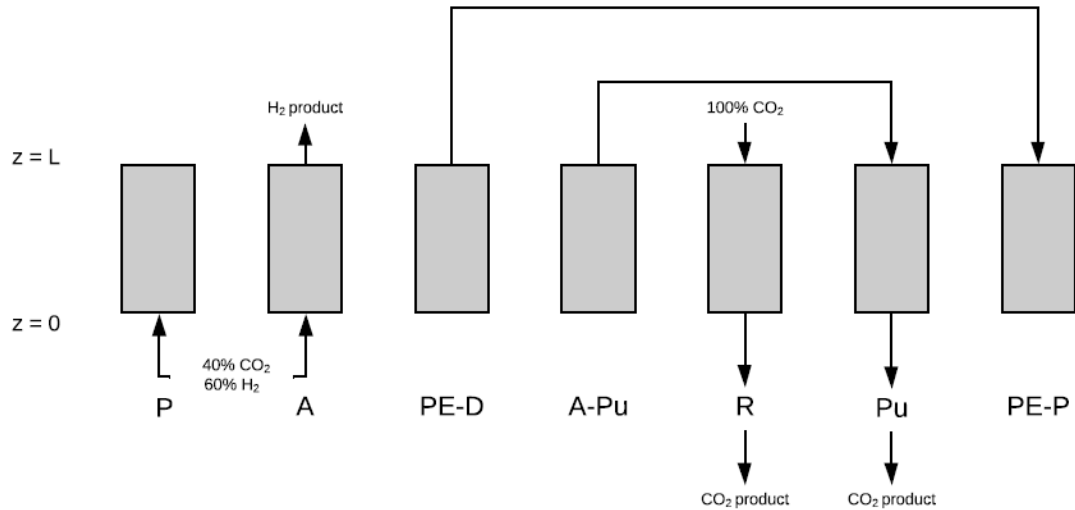 H₂ product
100% CO₂
z = L
z = 0
40% CO₂
60% H₂
P
A
PE-D
A-Pu
R
Pu
PE-P
CO₂ product
CO₂ product